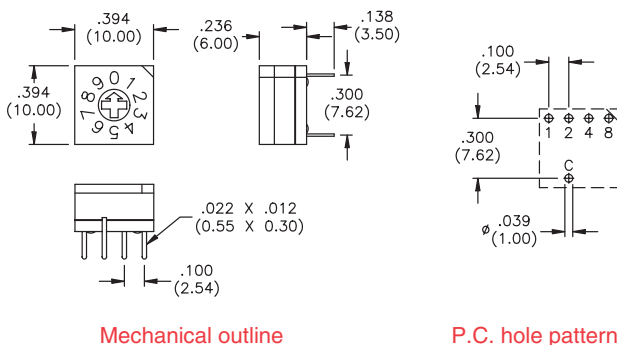 .394
(10.00)
.236
(6.00)
.138
(3.50)
.394
(10.00)
0 1 2 3 4 5 6 7 8 9
.300
(7.62)
.100
(2.54)
.300
(7.62)
1 2 4 8
C
.022 X .012
(0.55 X 0.30)
ø .039
(1.00)
.100
(2.54)
Mechanical outline
P.C. hole pattern